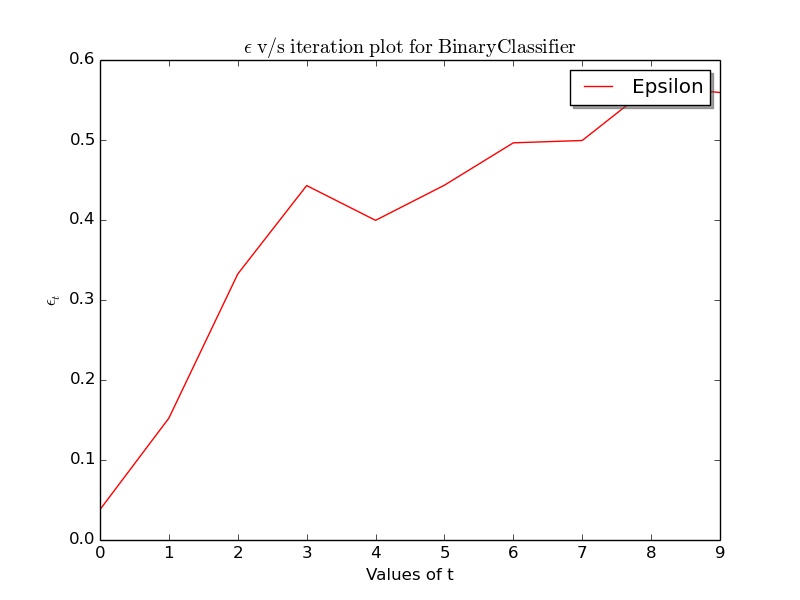 ϵ v/s iteration plot for BinaryClassifier
Epsilon
0.6
0.5
0.4
0.3
0.2
0.1
0.0
ϵt
0 1 2 3 4 5 6 7 8 9
Values of t